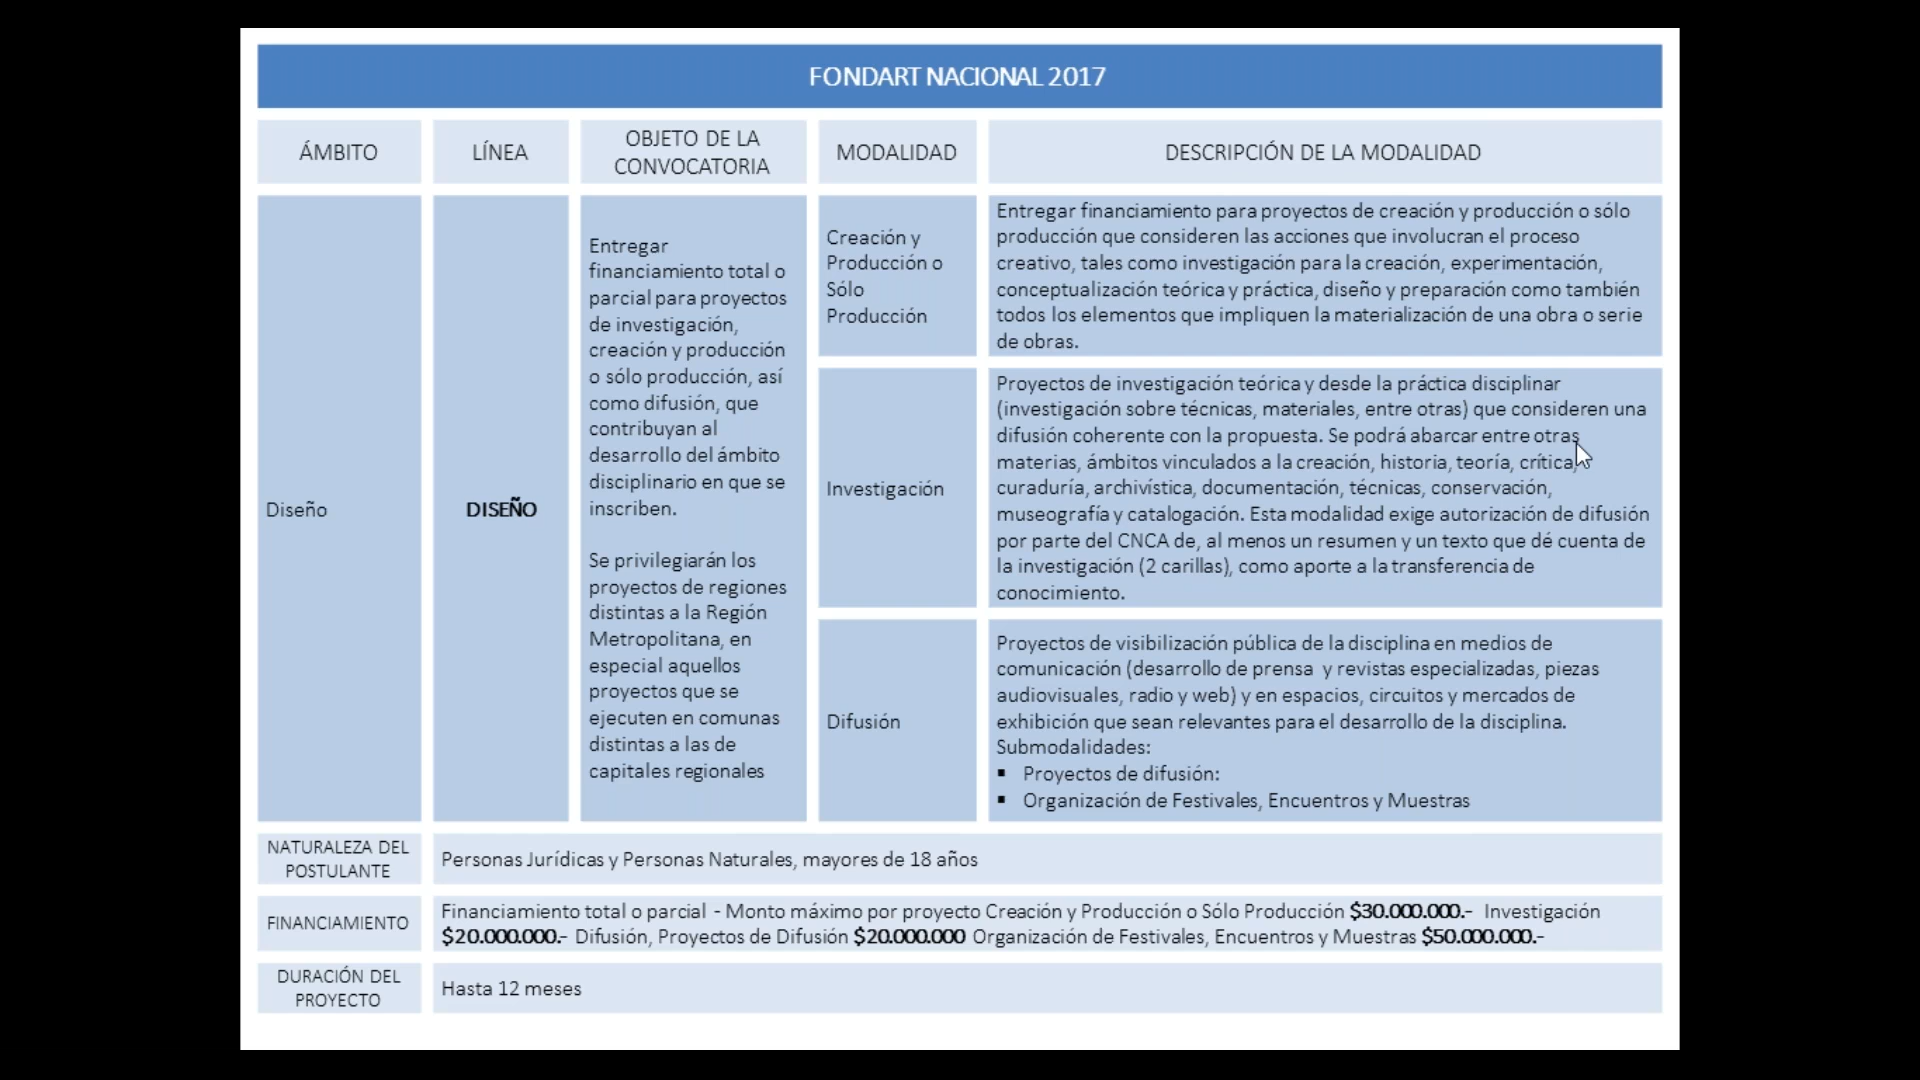 FONDART NACIONAL 2017
ÁMBITO
LÍNEA
OBJETO DE LA
CONVOCATORIA
MODALIDAD
DESCRIPCIÓN DE LA MODALIDAD
Diseño
DISEÑO
Entregar
financiamiento total o
parcial para proyectos
de investigación,
creación y producción
o sólo producción, así
como difusión, que
contribuyan al
desarrollo del ámbito
disciplinario en que se
inscriben.
Se privilegiarán los
proyectos de regiones
distintas a la Región
Metropolitana, en
especial aquellos
proyectos que se
ejecuten en comunas
distintas a las de
capitales regionales
Creación y
Producción o
Sólo
Producción
Entregar financiamiento para proyectos de creación y producción o sólo
producción que consideren las acciones que involucran el proceso
creativo, tales como investigación para la creación, experimentación,
conceptualización teórica y práctica, diseño y preparación como también
todos los elementos que impliquen la materialización de una obra o serie
de obras.
Investigación
Proyectos de investigación teórica y desde la práctica disciplinar
(investigación sobre técnicas, materiales, entre otras) que consideren una
difusión coherente con la propuesta. Se podrá abarcar entre otras
materias, ámbitos vinculados a la creación, historia, teoría, crítica,
curaduría, archivística, documentación, técnicas, conservación,
museografía y catalogación. Esta modalidad exige autorización de difusión
por parte del CNCA de, al menos un resumen y un texto que dé cuenta de
la investigación (2 carillas), como aporte a la transferencia de
conocimiento.
Difusión
Proyectos de visibilización pública de la disciplina en medios de
comunicación (desarrollo de prensa y revistas especializadas, piezas
audiovisuales, radio y web) y en espacios, circuitos y mercados de
exhibición que sean relevantes para el desarrollo de la disciplina.
Submodalidades:
▪ Proyectos de difusión:
▪ Organización de Festivales, Encuentros y Muestras
NATURALEZA DEL
POSTULANTE
Personas Jurídicas y Personas Naturales, mayores de 18 años
FINANCIAMIENTO
Financiamiento total o parcial - Monto máximo por proyecto Creación y Producción o Sólo Producción $30.000.000.- Investigación
$20.000.000.- Difusión, Proyectos de Difusión $20.000.000 Organización de Festivales, Encuentros y Muestras $50.000.000.-
DURACIÓN DEL
PROYECTO
Hasta 12 meses